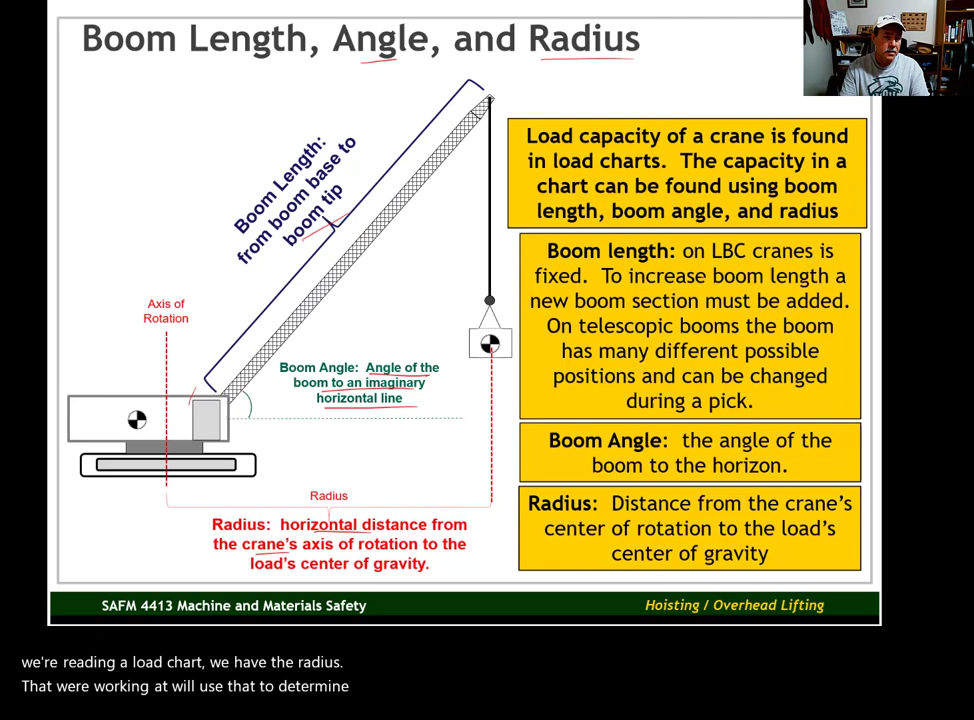 Boom Length, Angle, and Radius
Boom Length:
from boom base to
boom tip
Axis of
Rotation
Boom Angle: Angle of the
boom to an imaginary
horizontal line
Radius
Radius: horizontal distance from
the crane's axis of rotation to the
load's center of gravity.
Load capacity of a crane is found
in load charts. The capacity in a
chart can be found using boom
length, boom angle, and radius
Boom length: on LBC cranes is
fixed. To increase boom length a
new boom section must be added.
On telescopic booms the boom
has many different possible
positions and can be changed
during a pick.
Boom Angle: the angle of the
boom to the horizon.
Radius: Distance from the crane's
center of rotation to the load's
center of gravity
SAFM 4413 Machine and Materials Safety
Hoisting / Overhead Lifting
we're reading a load chart, we have the radius.
That were working at will use that to determine